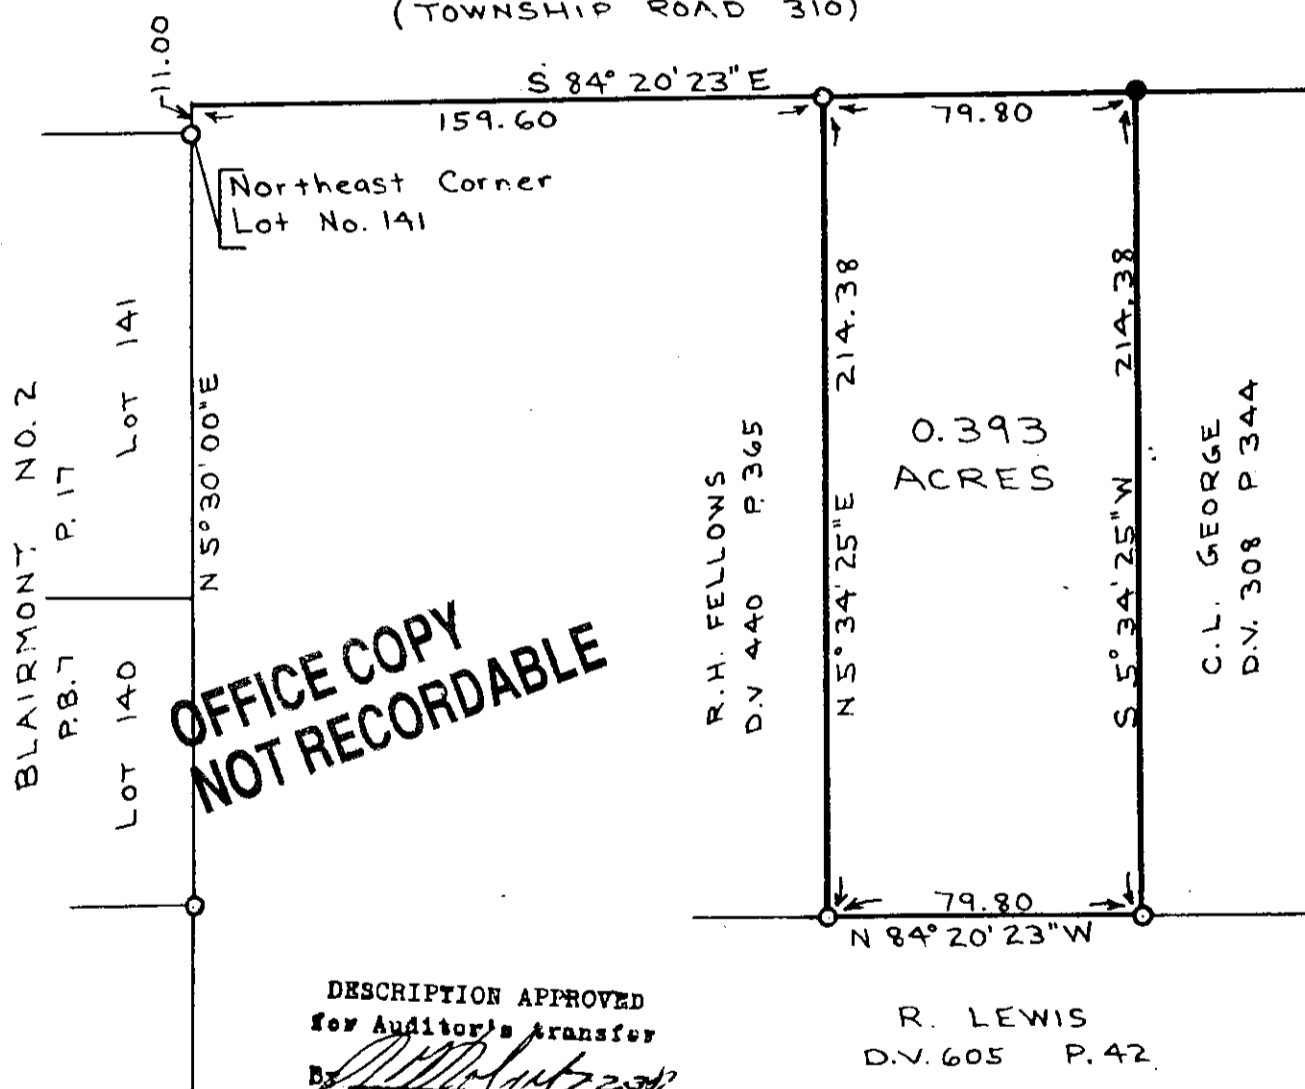 (TOWNSHIP ROAD 310)
11.00
S 84° 20' 23" E
159.60
79.80
Northeast Corner
Lot No. 141
LOT 141
N 5° 30' 00" E
BLAIRMONT NO. 2
P.B. 7 P. 17
LOT 140
R.H. FELLOWS
D.V 440 P. 365
214.38
N 5° 34' 25" E
0.393
ACRES
214.38
S 5° 34' 25" W
C.L. GEORGE
D.V. 308 P 344
OFFICE COPY
NOT RECORDABLE
79.80
N 84° 20' 23" W
DESCRIPTION APPROVED
for Auditor's transfer
By
R. LEWIS
D.V. 605 P. 42